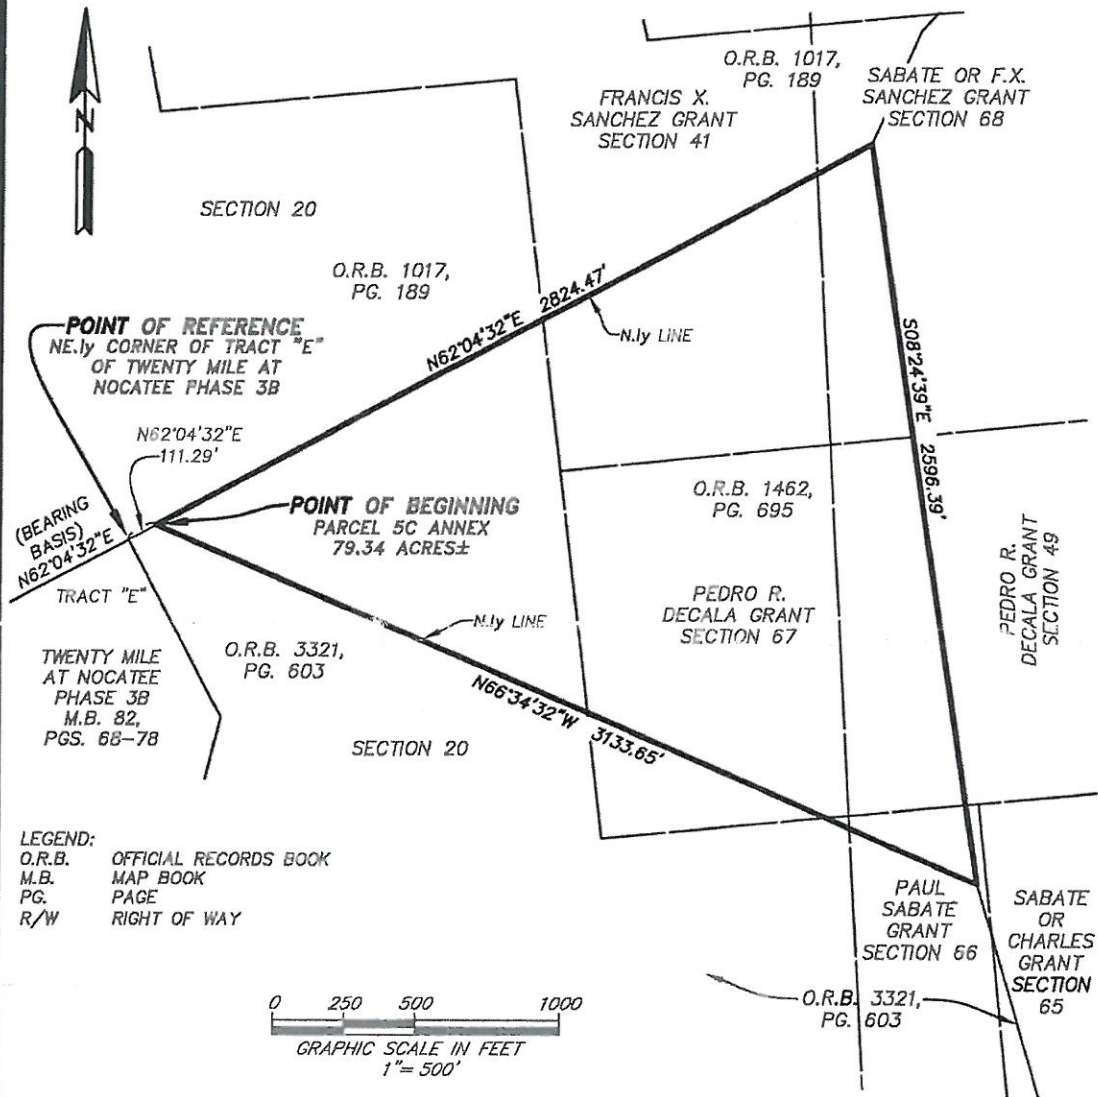 N
O.R.B. 1017,
PG. 189
SABATE OR F.X.
SANCHEZ GRANT
SECTION 68
FRANCIS X.
SANCHEZ GRANT
SECTION 41
SECTION 20
O.R.B. 1017,
PG. 189
N62°04'32"E 2824.47'
N.ly LINE
POINT OF REFERENCE
NE.ly CORNER OF TRACT "E"
OF TWENTY MILE AT
NOCATEE PHASE 3B
N62°04'32"E
111.29'
S08°24'39"E 2596.39'
(BEARING
BASIS)
N62°04'32"E
POINT OF BEGINNING
PARCEL 5C ANNEX
79.34 ACRES±
O.R.B. 1462,
PG. 695
TRACT "E"
PEDRO R.
DECALA GRANT
SECTION 67
PEDRO R.
DECALA GRANT
SECTION 49
TWENTY MILE
AT NOCATEE
PHASE 3B
M.B. 82,
PGS. 68-78
O.R.B. 3321,
PG. 603
N.ly LINE
N66°34'32"W 3133.65'
SECTION 20
LEGEND:
O.R.B. OFFICIAL RECORDS BOOK
M.B. MAP BOOK
PG. PAGE
R/W RIGHT OF WAY
PAUL
SABATE
GRANT
SECTION 66
SABATE
OR
CHARLES
GRANT
SECTION
65
O.R.B. 3321,
PG. 603
0 250 500 1000
GRAPHIC SCALE IN FEET
1"= 500'